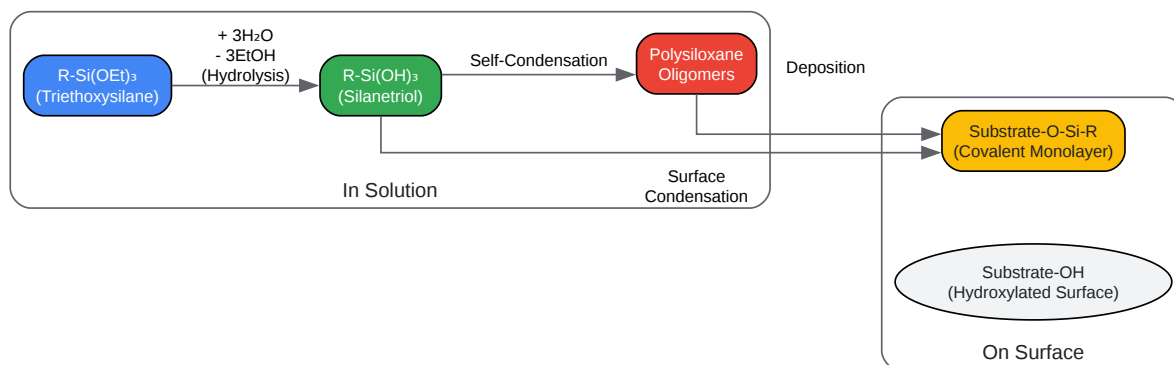 R-Si(OEt)₃
(Triethoxysilane)
+ 3H₂O
- 3EtOH
(Hydrolysis)
R-Si(OH)₃
(Silanetriol)
Self-Condensation
Polysiloxane
Oligomers
Deposition
Substrate-O-Si-R
(Covalent Monolayer)
In Solution
Surface
Condensation
Substrate-OH
(Hydroxylated Surface)
On Surface